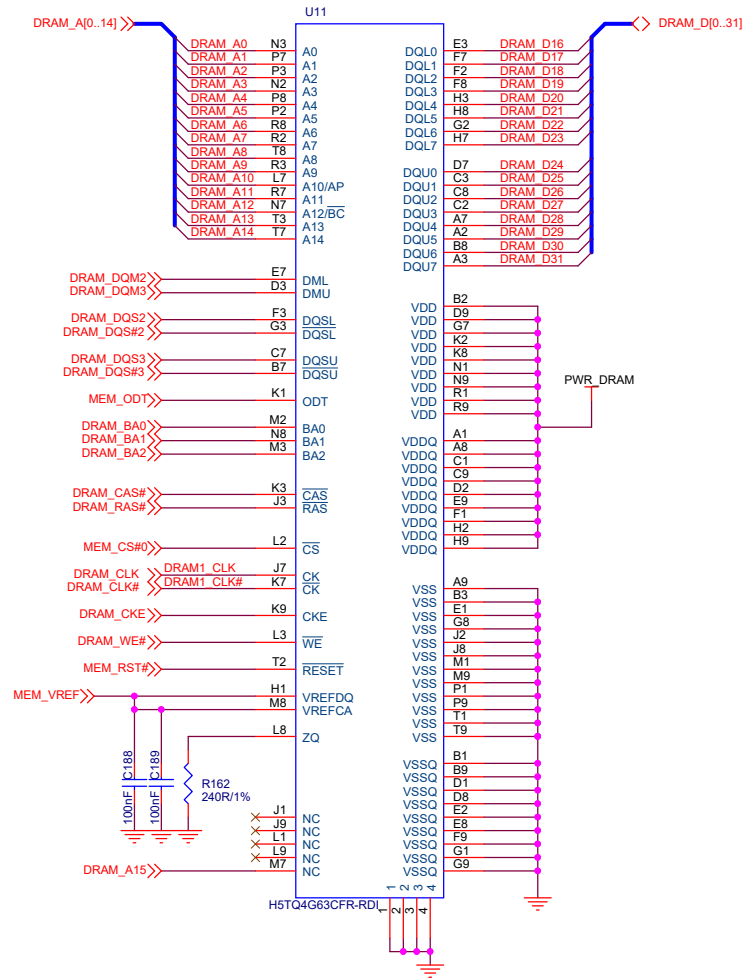 U11
DRAM_A[0..14]
DRAM_D[0..31]
DRAM_A0 N3 A0
DRAM_A1 P7 A1
DRAM_A2 P3 A2
DRAM_A3 N2 A3
DRAM_A4 P8 A4
DRAM_A5 P2 A5
DRAM_A6 R8 A6
DRAM_A7 R2 A7
DRAM_A8 T8 A8
DRAM_A9 R3 A9
DRAM_A10 L7 A10/AP
DRAM_A11 R7 A11
DRAM_A12 N7 A12/BC
DRAM_A13 T3 A13
DRAM_A14 T7 A14
DRAM_DQM2 E7 DML
DRAM_DQM3 D3 DMU
DRAM_DQS2 F3 DQSL
DRAM_DQS#2 G3 DQSL
DRAM_DQS3 C7 DQSU
DRAM_DQS#3 B7 DQSU
MEM_ODT K1 ODT
DRAM_BA0 M2 BA0
DRAM_BA1 N8 BA1
DRAM_BA2 M3 BA2
DRAM_CAS# K3 CAS
DRAM_RAS# J3 RAS
MEM_CS#0 L2 CS
DRAM_CLK DRAM1_CLK J7 CK
DRAM_CLK# DRAM1_CLK# K7 CK
DRAM_CKE K9 CKE
DRAM_WE# L3 WE
MEM_RST# T2 RESET
MEM_VREF H1 VREFDQ
M8 VREFCA
L8 ZQ
C188
100nF
C189
100nF
R162
240R/1%
J1 NC
J9 NC
L1 NC
L9 NC
DRAM_A15 M7 NC
DQL0 E3 DRAM_D16
DQL1 F7 DRAM_D17
DQL2 F2 DRAM_D18
DQL3 F8 DRAM_D19
DQL4 H3 DRAM_D20
DQL5 H8 DRAM_D21
DQL6 G2 DRAM_D22
DQL7 H7 DRAM_D23
DQU0 D7 DRAM_D24
DQU1 C3 DRAM_D25
DQU2 C8 DRAM_D26
DQU3 C2 DRAM_D27
DQU4 A7 DRAM_D28
DQU5 A2 DRAM_D29
DQU6 B8 DRAM_D30
DQU7 A3 DRAM_D31
VDD B2
VDD D9
VDD G7
VDD K2
VDD K8
VDD N1
VDD N9
VDD R1
VDD R9
PWR_DRAM
VDDQ A1
VDDQ A8
VDDQ C1
VDDQ C9
VDDQ D2
VDDQ E9
VDDQ F1
VDDQ H2
VDDQ H9
VSS A9
VSS B3
VSS E1
VSS G8
VSS J2
VSS J8
VSS M1
VSS M9
VSS P1
VSS P9
VSS T1
VSS T9
VSSQ B1
VSSQ B9
VSSQ D1
VSSQ D8
VSSQ E2
VSSQ E8
VSSQ F9
VSSQ G1
VSSQ G9
1 2 3 4
H5TQ4G63CFR-RDI
1 2 3 4